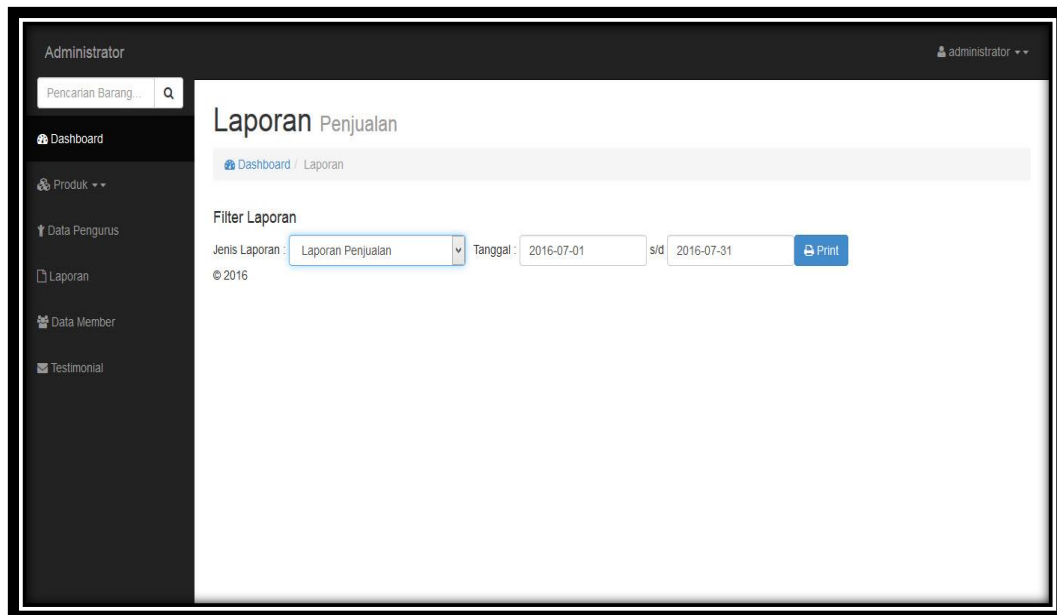 Administrator
administrator
Pencarian Barang...
Dashboard
Produk
Data Pengurus
Laporan
Data Member
Testimonial
Laporan Penjualan
Dashboard / Laporan
Filter Laporan
Jenis Laporan : Laporan Penjualan Tanggal : 2016-07-01 s/d 2016-07-31 Print
© 2016